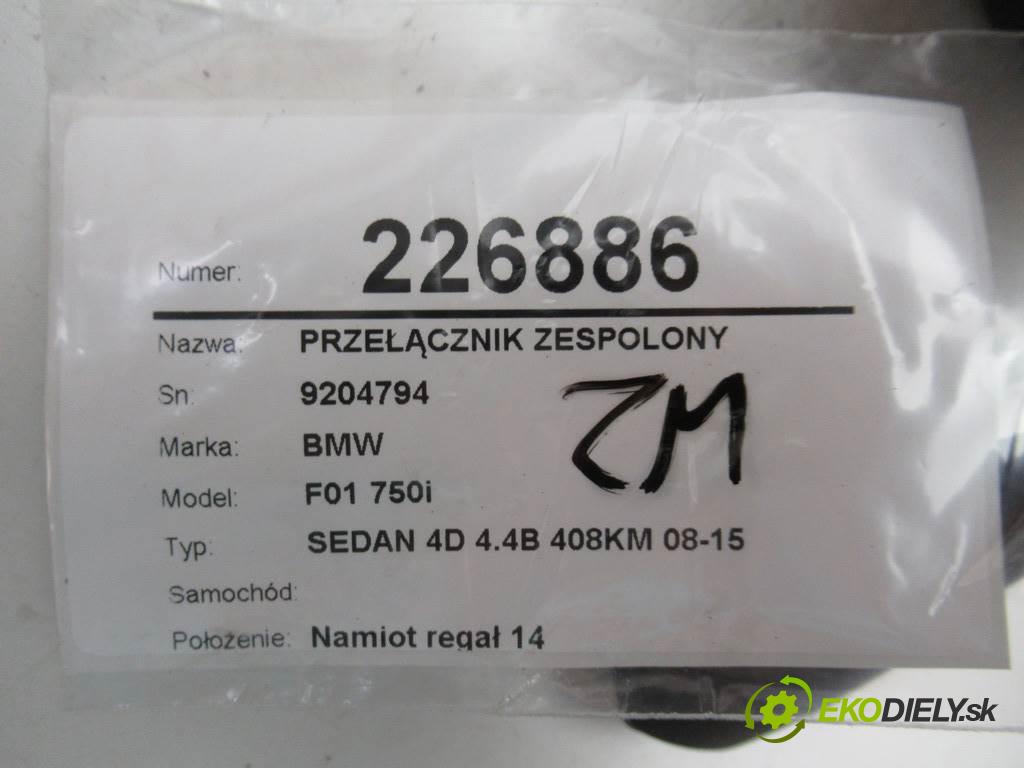 Numer: 226886
Nazwa: PRZEŁĄCZNIK ZESPOLONY
Sn: 9204794
ZM
Marka: BMW
Model: F01 750i
Typ: SEDAN 4D 4.4B 408KM 08-15
Samochód:
Położenie: Namiot regał 14
EKODIELY.sk